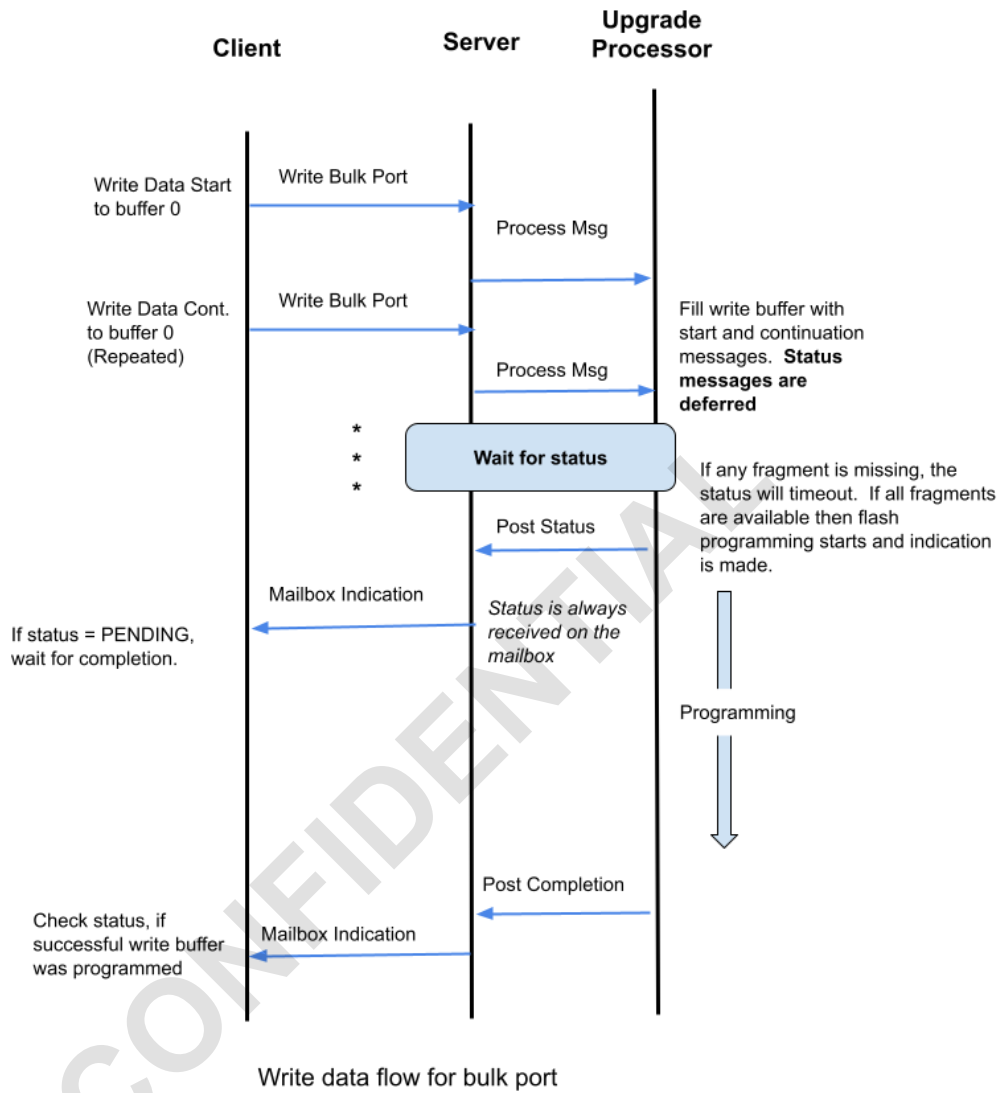 Client
Server
Upgrade
Processor
Write Data Start
to buffer 0
Write Bulk Port
Process Msg
Write Data Cont.
to buffer 0
(Repeated)
Write Bulk Port
Process Msg
Fill write buffer with
start and continuation
messages.  Status
messages are
deferred
*
*
*
Wait for status
If any fragment is missing, the
status will timeout.  If all fragments
are available then flash
programming starts and indication
is made.
Post Status
Mailbox Indication
Status is always
received on the
mailbox
If status = PENDING,
wait for completion.
Programming
Post Completion
Check status, if
successful write buffer
was programmed
Mailbox Indication
Write data flow for bulk port
CONFIDENTIAL